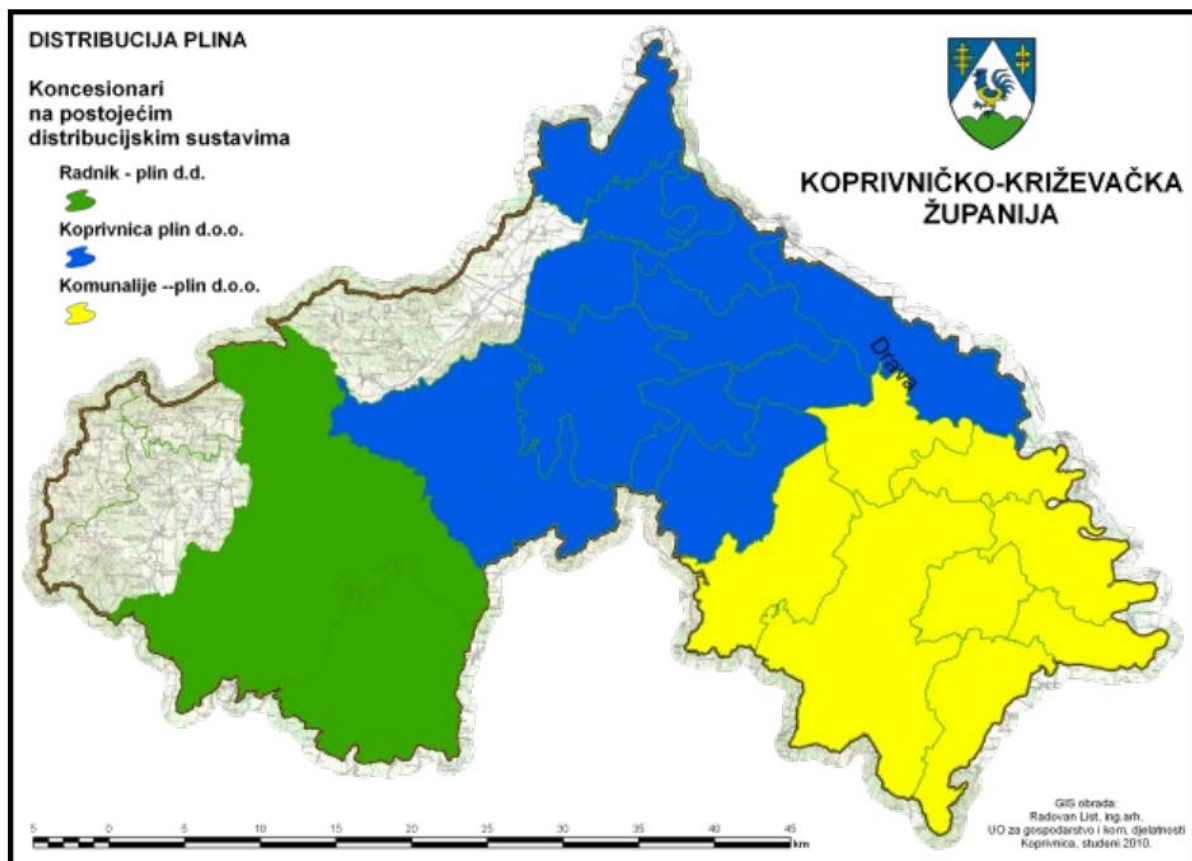 DISTRIBUCIJA PLINA
Koncesionari
na postojećim
distribucijskim sustavima
Radnik - plin d.d.
Koprivnica plin d.o.o.
Komunalije --plin d.o.o.
KOPRIVNIČKO-KRIŽEVAČKA
ŽUPANIJA
Drava
5 0 5 10 15 20 25 30 35 40 45
km
GIS obrada:
Radovan List. ing.arh.
UO za gospodarstvo i kom. djelatnosti
Koprivnica, studeni 2010.